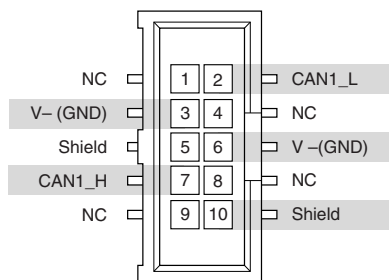 NC 1 2 CAN1_L
V– (GND) 3 4 NC
Shield 5 6 V –(GND)
CAN1_H 7 8 NC
NC 9 10 Shield